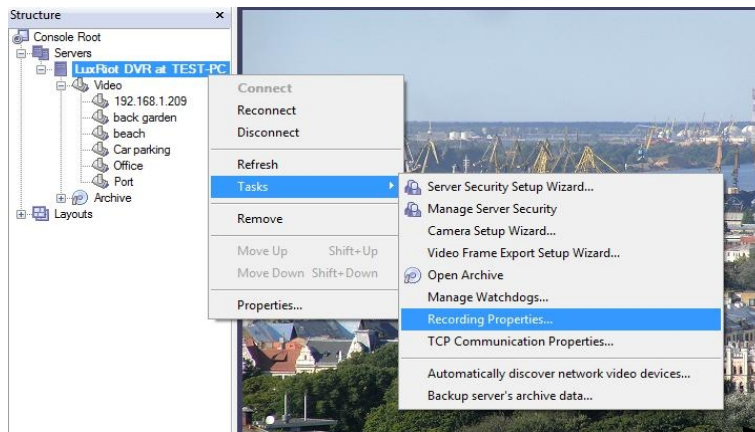 Structure x
Console Root
Servers
LuxRiot DVR at TEST-PC
Video
192.168.1.209
back garden
beach
Car parking
Office
Port
Archive
Layouts
Connect
Reconnect
Disconnect
Refresh
Tasks
Remove
Move Up Shift+Up
Move Down Shift+Down
Properties...
Server Security Setup Wizard...
Manage Server Security
Camera Setup Wizard...
Video Frame Export Setup Wizard...
Open Archive
Manage Watchdogs...
Recording Properties...
TCP Communication Properties...
Automatically discover network video devices...
Backup server's archive data...